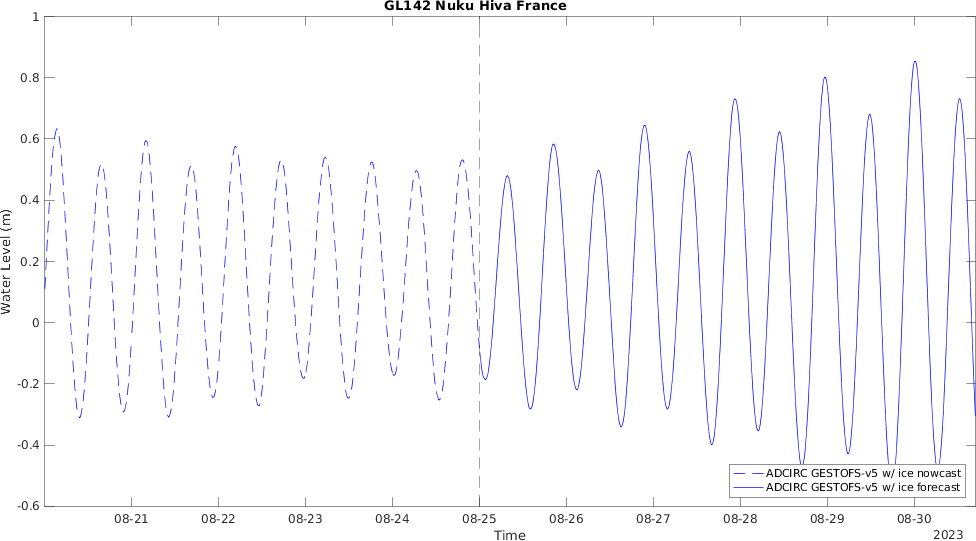 GL142 Nuku Hiva France
1
0.8
0.6
0.4
0.2
0
-0.2
-0.4
-0.6
Water Level (m)
ADCIRC GESTOFS-v5 w/ ice nowcast
ADCIRC GESTOFS-v5 w/ ice forecast
08-21 08-22 08-23 08-24 08-25 08-26 08-27 08-28 08-29 08-30
Time
2023